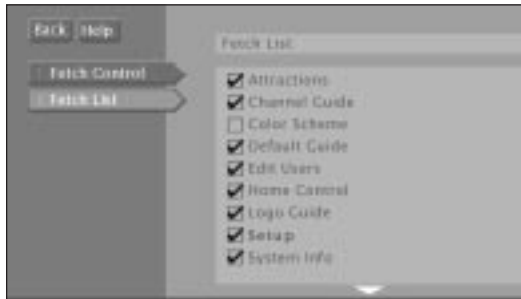 Back Help
Fetch List
Fetch Control
Fetch List
Attractions
Channel Guide
Color Scheme
Default Guide
Edit Users
Home Control
Logo Guide
Setup
System Info